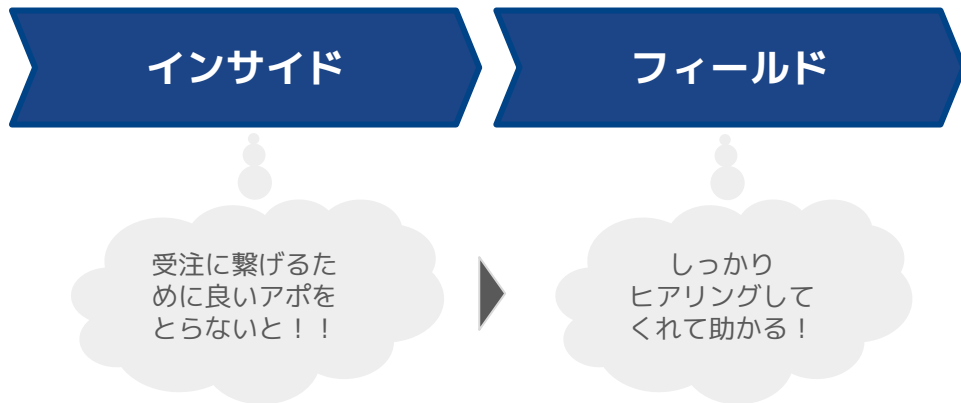 インサイド
フィールド
受注に繋げるた
めに良いアポを
とらないと！！
しっかり
ヒアリングして
くれて助かる！